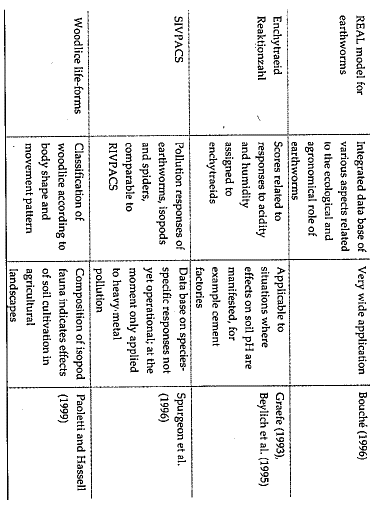 REAL model for
earthworms
Integrated data base of
various aspects related
to the ecological and
agronomical role of
earthworms
Very wide application
Bouché (1996)
Enchytraeid
Reaktionzahl
Scores related to
responses to acidity
and humidity
assigned to
enchytraeids
Applicable to
situations where
effects on soil pH are
manifested, for
example cement
factories
Graefe (1993),
Beylich et al. (1995)
SIVPACS
Pollution responses of
earthworms, isopods
and spiders,
comparable to
RIVPACS
Data base on species-
specific responses not
yet operational; at the
moment only applied
to heavy-metal
pollution
Spurgeon et al.
(1996)
Woodlice life-forms
Classification of
woodlice according to
body shape and
movement pattern
Composition of isopod
fauna indicates effects
of soil cultivation in
agricultural
landscapes
Paoletti and Hassell
(1999)